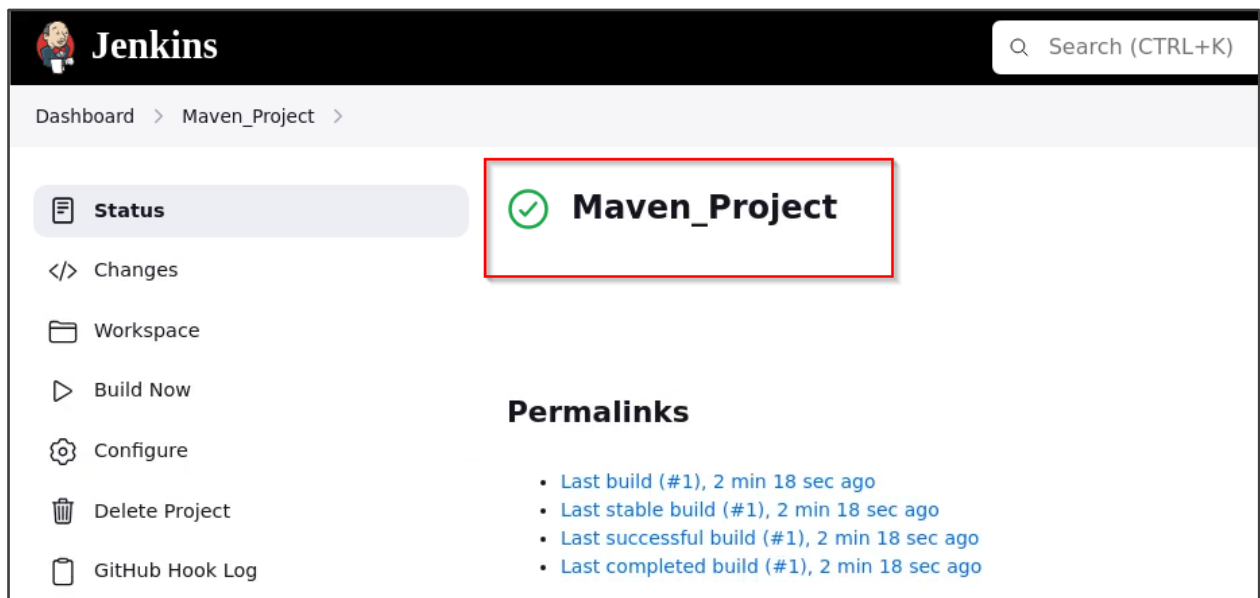 Jenkins
Search (CTRL+K)
Dashboard > Maven_Project >
Status
Changes
Workspace
Build Now
Configure
Delete Project
GitHub Hook Log
Maven_Project
Permalinks
• Last build (#1), 2 min 18 sec ago
• Last stable build (#1), 2 min 18 sec ago
• Last successful build (#1), 2 min 18 sec ago
• Last completed build (#1), 2 min 18 sec ago